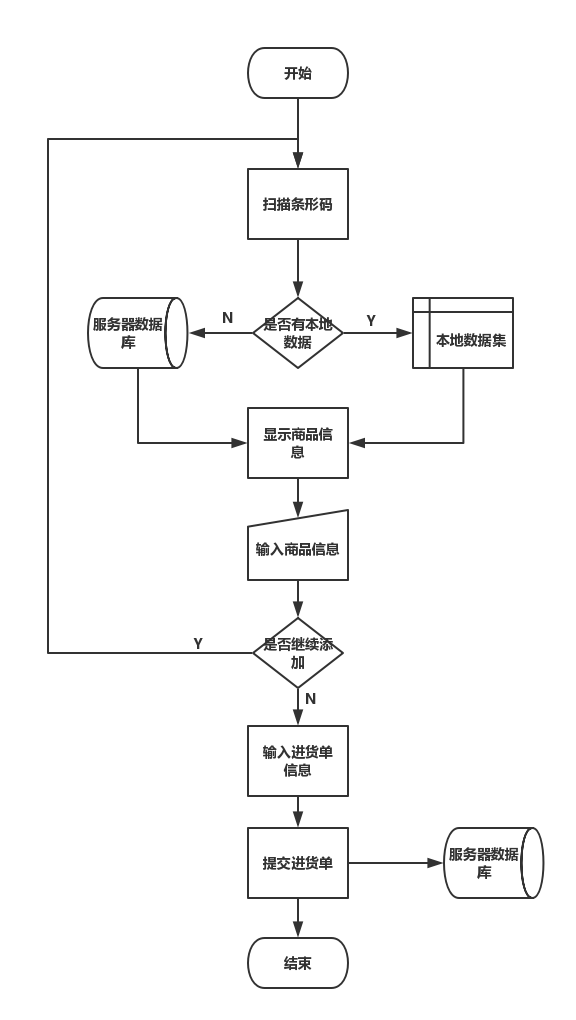 开始
扫描条形码
服务器数据
库
N
是否有本地
数据
Y
本地数据集
显示商品信
息
输入商品信息
Y
是否继续添
加
N
输入进货单
信息
提交进货单
服务器数据
库
结束